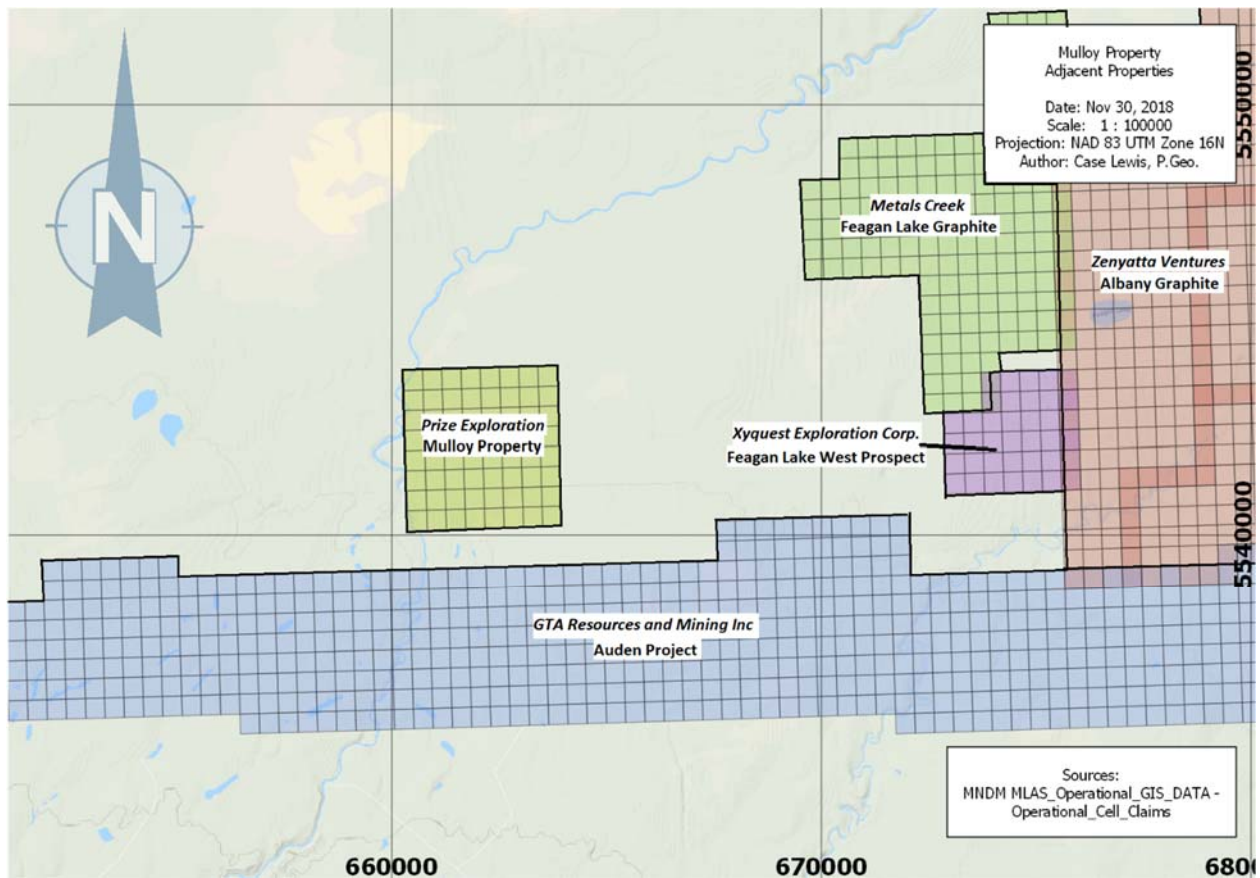 N
Mulloy Property
Adjacent Properties
Date: Nov 30, 2018
Scale: 1 : 100000
Projection: NAD 83 UTM Zone 16N
Author: Case Lewis, P.Geo.
5550000
Metals Creek
Feagan Lake Graphite
Zenyatta Ventures
Albany Graphite
Prize Exploration
Mulloy Property
Xyquest Exploration Corp.
Feagan Lake West Prospect
5540000
GTA Resources and Mining Inc
Auden Project
Sources:
MNDM MLAS_Operational_GIS_DATA -
Operational_Cell_Claims
660000
670000
6800